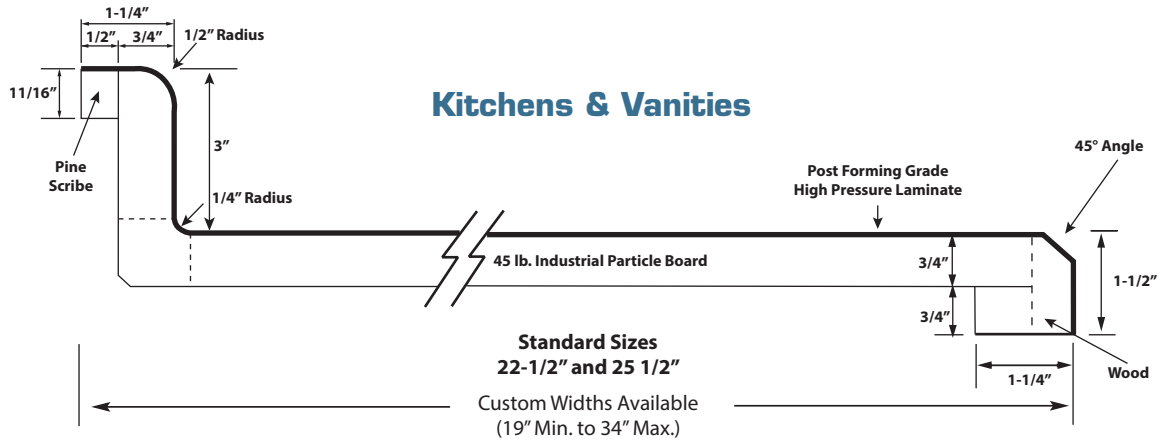 1-1/4”
1/2”
3/4”
1/2” Radius
11/16”
Kitchens & Vanities
3”
Pine
Scribe
1/4” Radius
45° Angle
Post Forming Grade
High Pressure Laminate
45 lb. Industrial Particle Board
3/4”
1-1/2”
3/4”
Standard Sizes
22-1/2” and 25 1/2”
Wood
1-1/4”
Custom Widths Available
(19” Min. to 34” Max.)